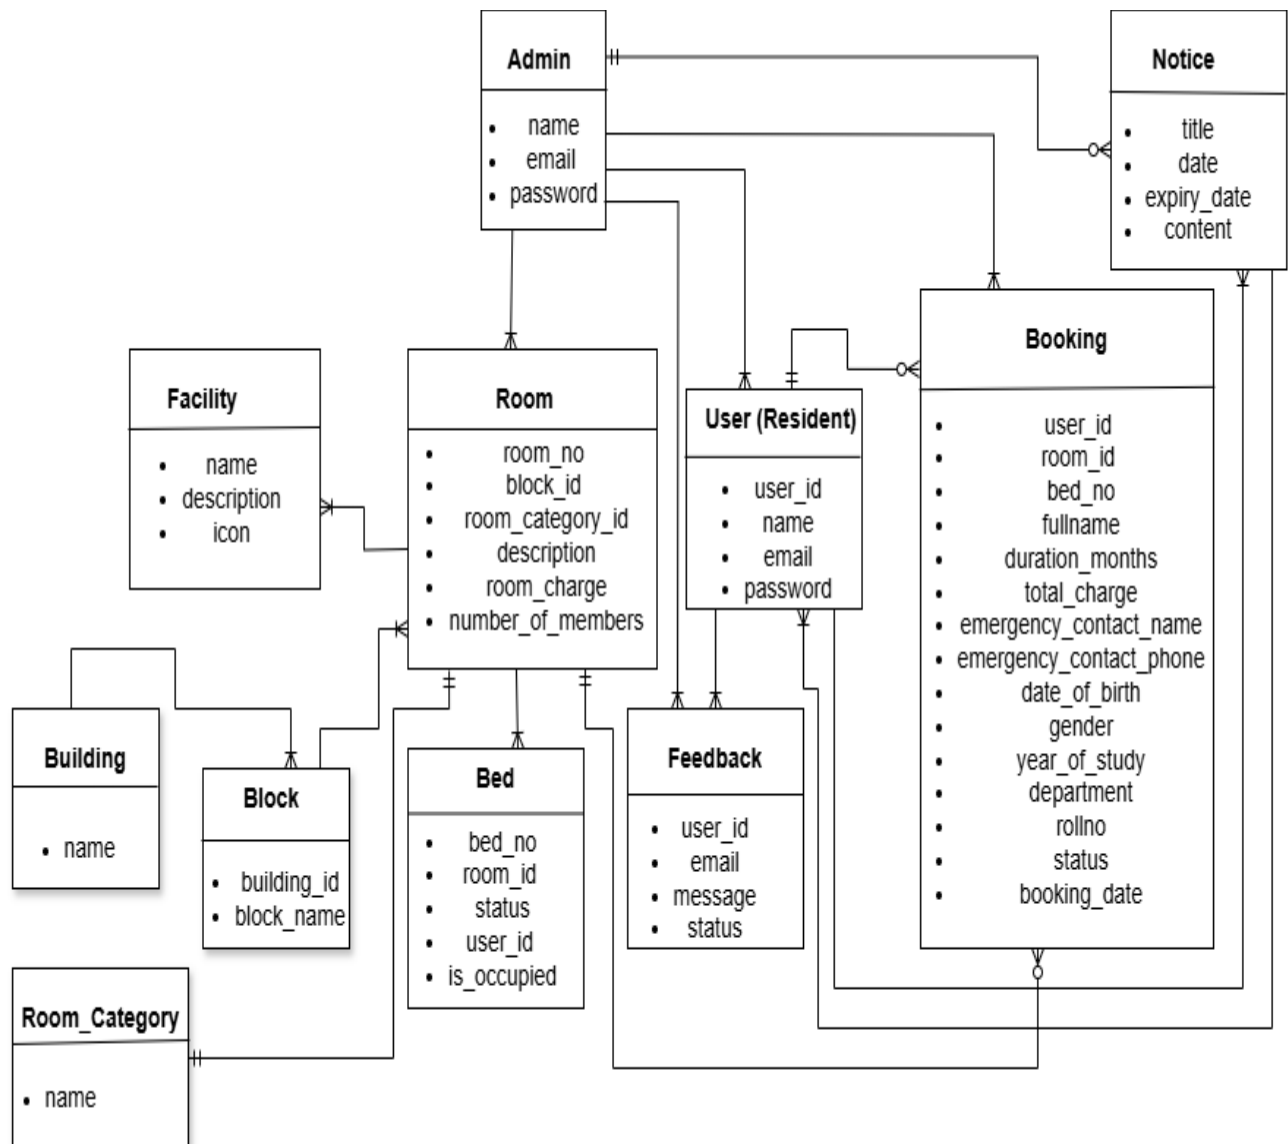 Admin
name
email
password
Notice
title
date
expiry_date
content
Facility
name
description
icon
Room
room_no
block_id
room_category_id
description
room_charge
number_of_members
User (Resident)
user_id
name
email
password
Booking
user_id
room_id
bed_no
fullname
duration_months
total_charge
emergency_contact_name
emergency_contact_phone
date_of_birth
gender
year_of_study
department
rollno
status
booking_date
Building
name
Block
building_id
block_name
Bed
bed_no
room_id
status
user_id
is_occupied
Feedback
user_id
email
message
status
Room_Category
name